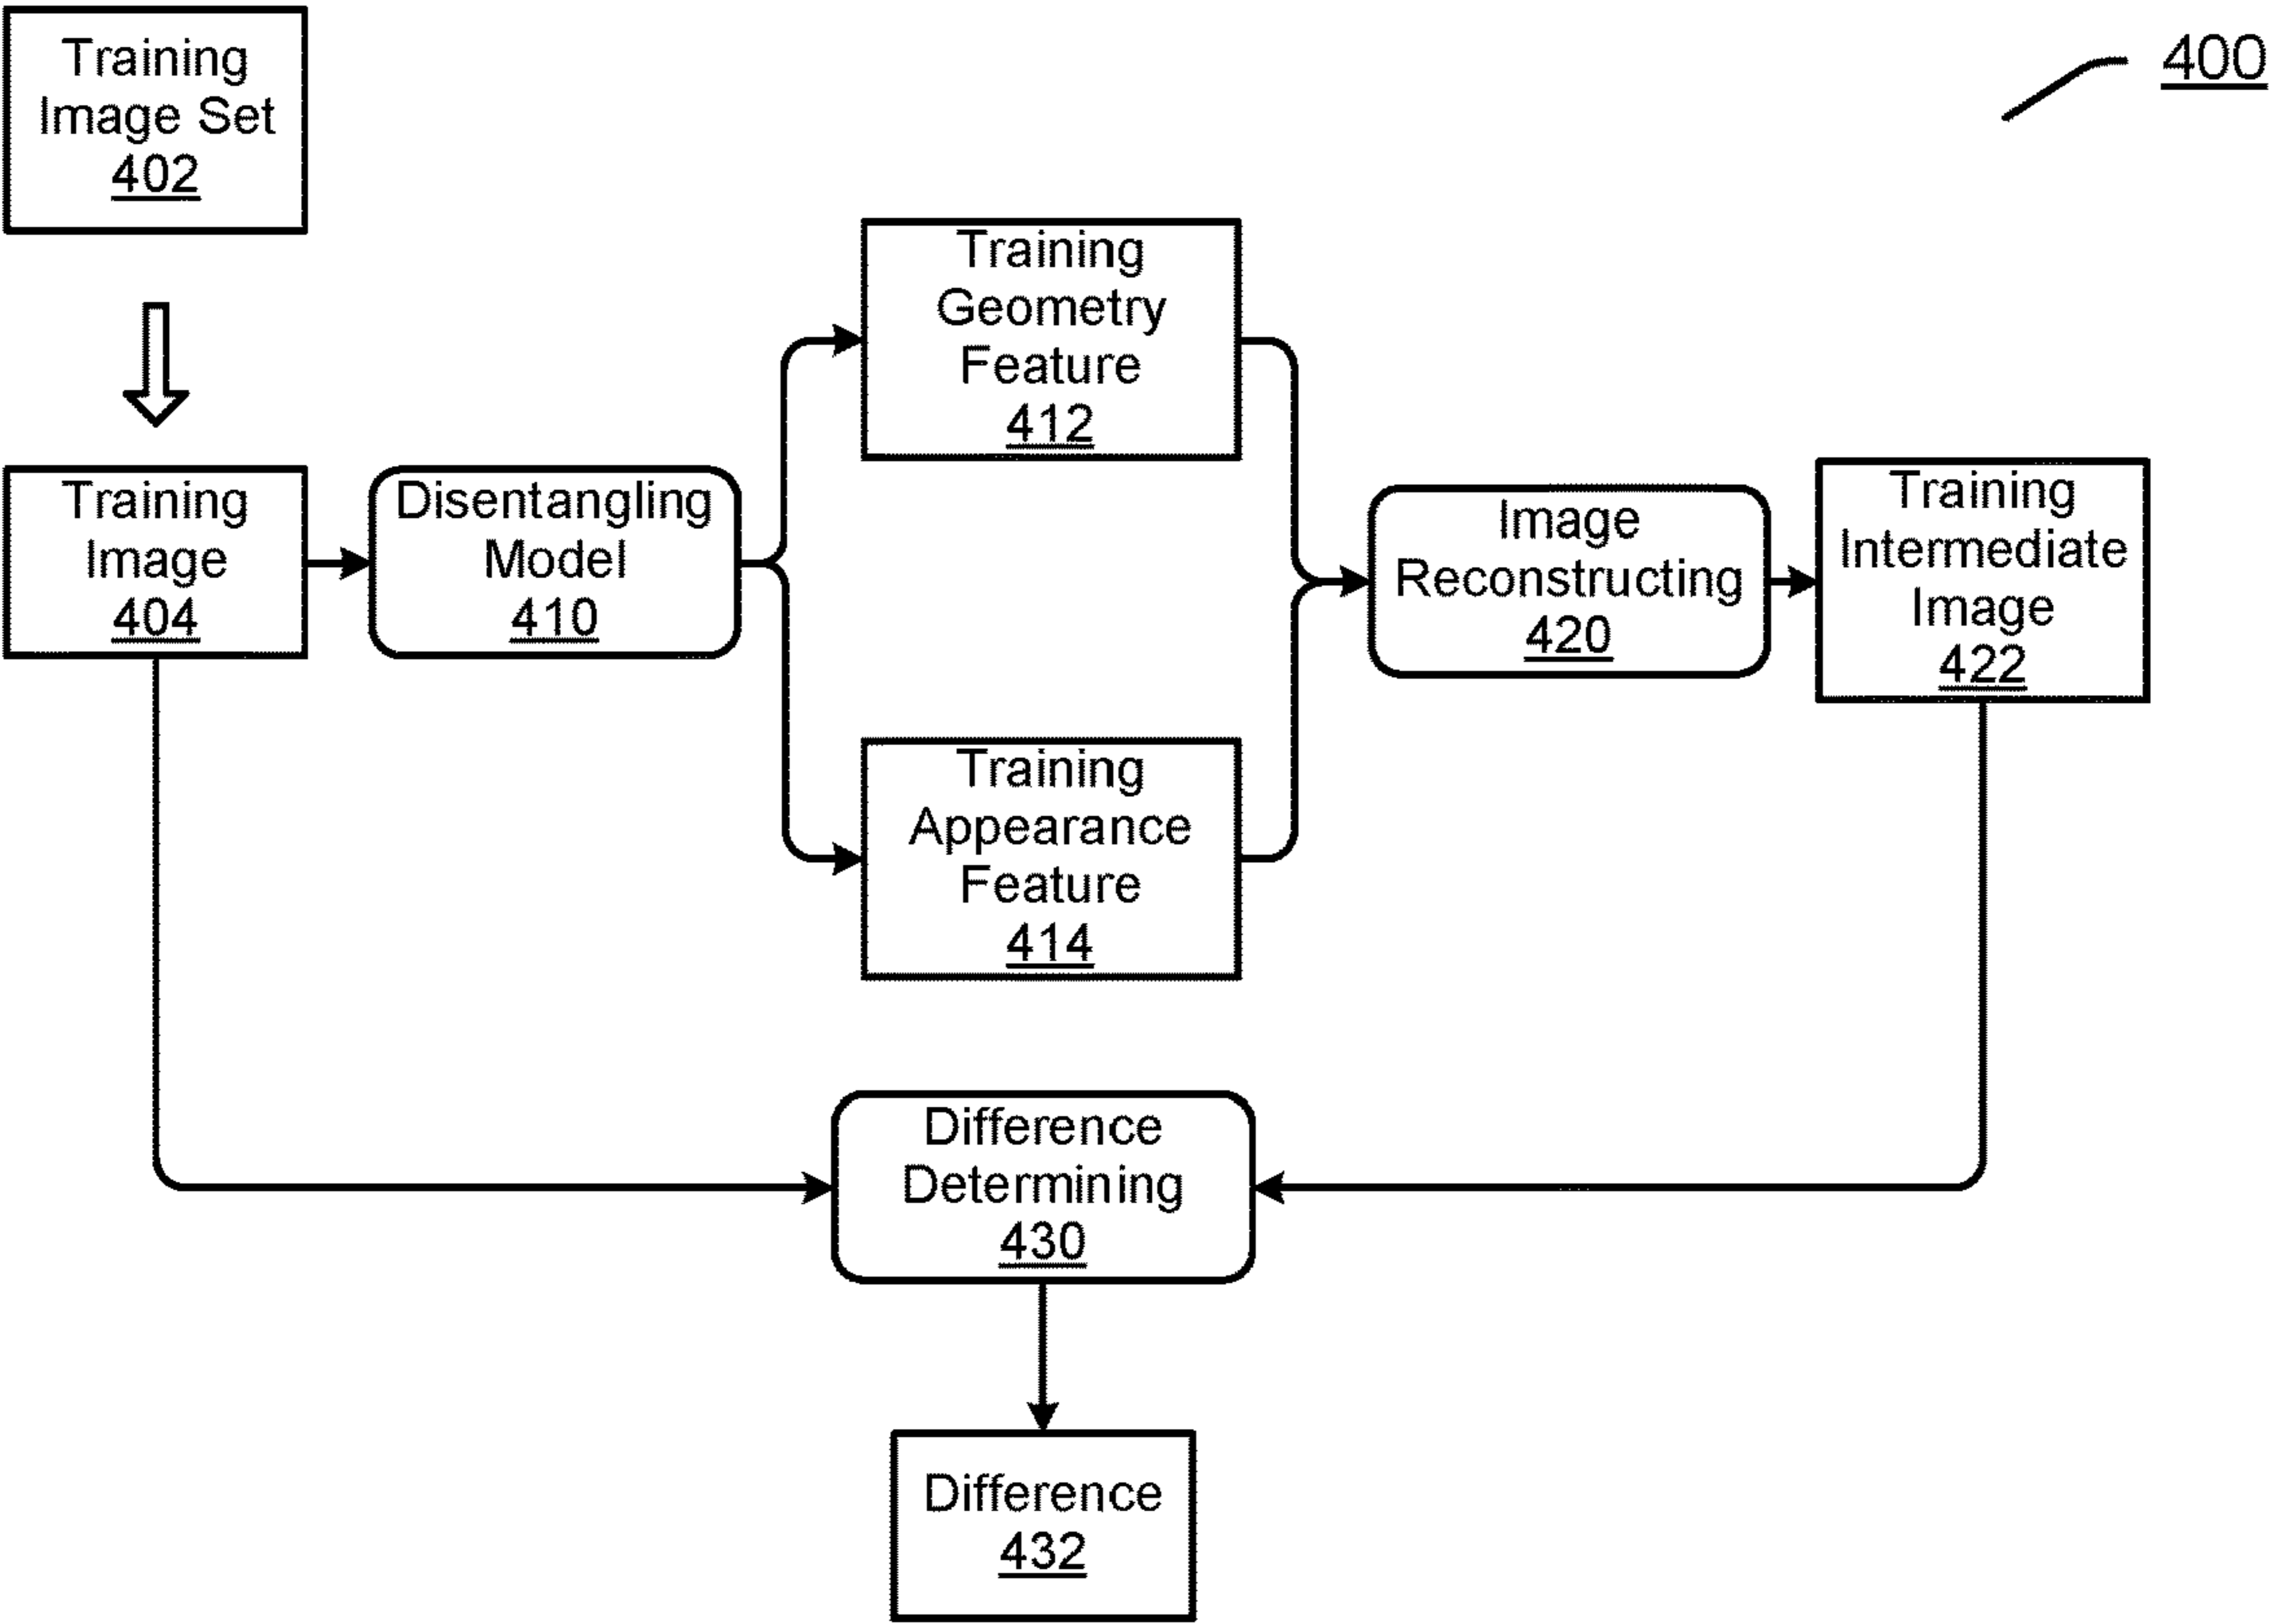 Training
Image Set
402
400
Training
Geometry
Feature
412
Training
Image
404
Disentangling
Model
410
Image
Reconstructing
420
Training
Intermediate
Image
422
Training
Appearance
Feature
414
Difference
Determining
430
Difference
432